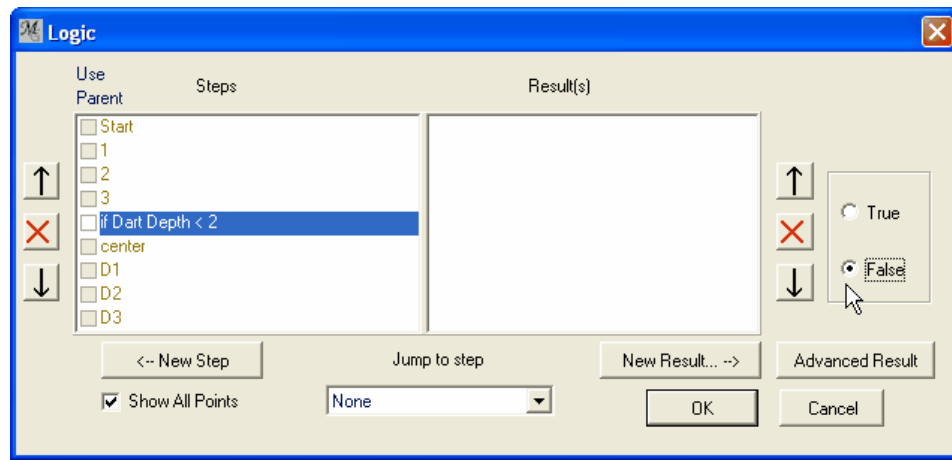 Logic
Use
Parent
Steps
Result(s)
Start
1
2
3
if Dart Depth < 2
center
D1
D2
D3
True
False
<-- New Step
Jump to step
New Result... -->
Advanced Result
Show All Points
None
OK
Cancel